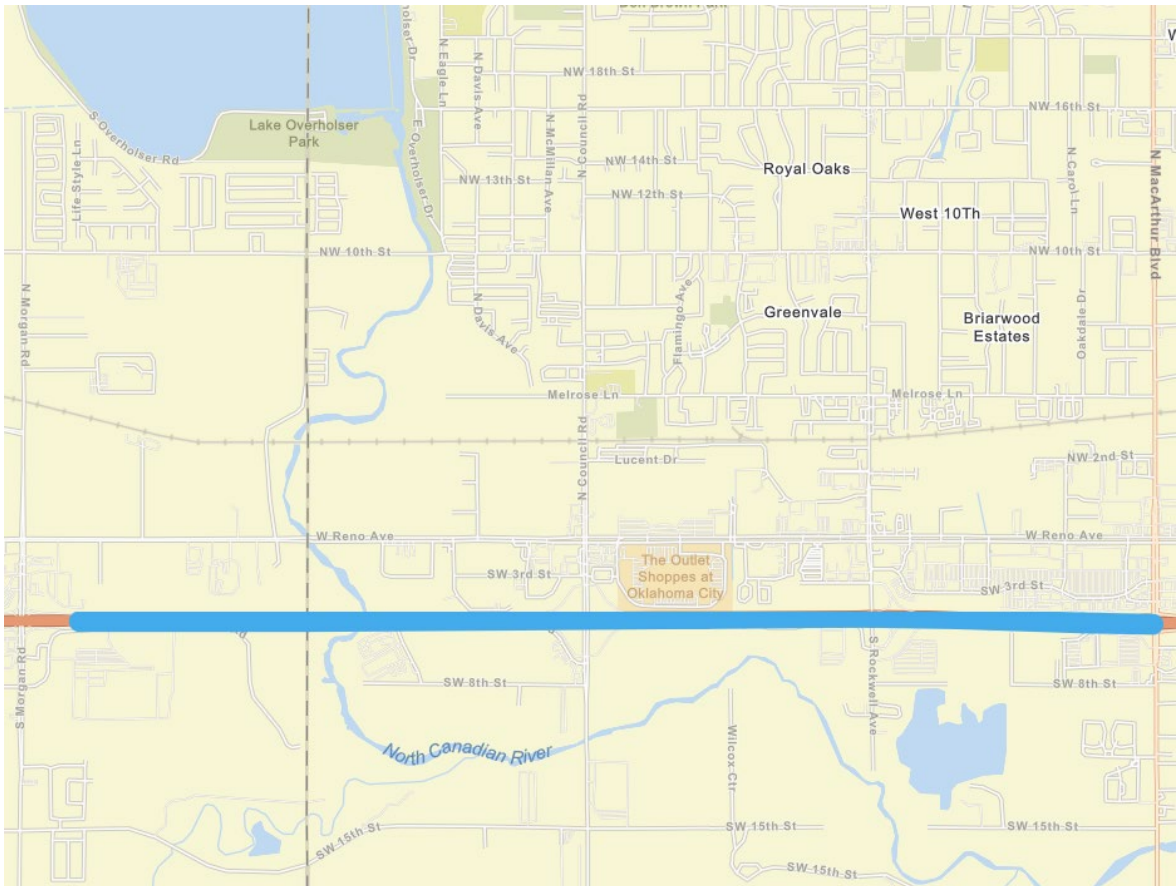 NW 18th St
N Council Rd
N Eagle Ln
N Davis Ave
E Overholser Dr
Lake Overholser
Park
S Overholser Rd
Life Style Ln
N McMillan Ave
NW 16th St
NW 14th St
NW 13th St
NW 12th St
Royal Oaks
West 10Th
N Carol Ln
N MacArthur Blvd
NW 10th St
NW 10th St
N Morgan Rd
N Davis Ave
Flamingo Ave
Greenvale
Briarwood
Estates
Oakdale Dr
Melrose Ln
Melrose Ln
N Council Rd
Lucent Dr
NW 2nd St
W Reno Ave
W Reno Ave
The Outlet
Shoppes at
Oklahoma City
SW 3rd St
SW 3rd St
S Morgan Rd
SW 8th St
S Rockwell Ave
SW 8th St
North Canadian River
Wilcox Ctr
SW 15th St
SW 15th St
SW 15th St
SW 15th St